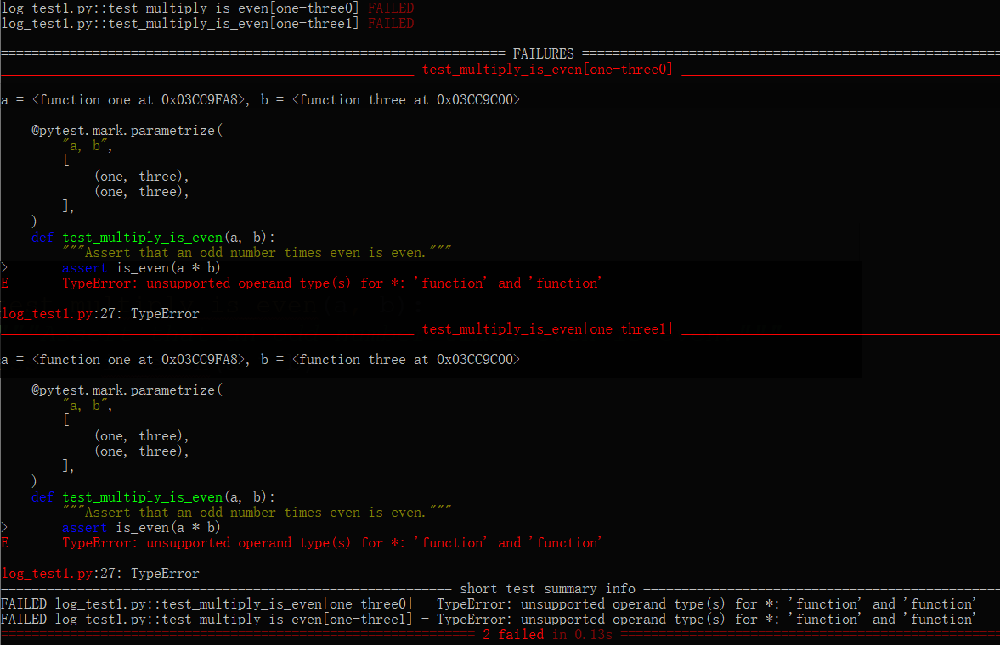 log_test1.py::test_multiply_is_even[one-three0] FAILED
log_test1.py::test_multiply_is_even[one-three1] FAILED
================================================================== FAILURES =======================================================
______________________________________________________ test_multiply_is_even[one-three0] __________________________________________
a = <function one at 0x03CC9FA8>, b = <function three at 0x03CC9C00>
    @pytest.mark.parametrize(
        "a, b",
        [
            (one, three),
            (one, three),
        ],
    )
    def test_multiply_is_even(a, b):
        """Assert that an odd number times even is even."""
>       assert is_even(a * b)
E       TypeError: unsupported operand type(s) for *: 'function' and 'function'
log_test1.py:27: TypeError
______________________________________________________ test_multiply_is_even[one-three1] __________________________________________
a = <function one at 0x03CC9FA8>, b = <function three at 0x03CC9C00>
    @pytest.mark.parametrize(
        "a, b",
        [
            (one, three),
            (one, three),
        ],
    )
    def test_multiply_is_even(a, b):
        """Assert that an odd number times even is even."""
>       assert is_even(a * b)
E       TypeError: unsupported operand type(s) for *: 'function' and 'function'
log_test1.py:27: TypeError
=========================================================== short test summary info ===============================================
FAILED log_test1.py::test_multiply_is_even[one-three0] - TypeError: unsupported operand type(s) for *: 'function' and 'function'
FAILED log_test1.py::test_multiply_is_even[one-three1] - TypeError: unsupported operand type(s) for *: 'function' and 'function'
============================================================== 2 failed in 0.13s ==================================================